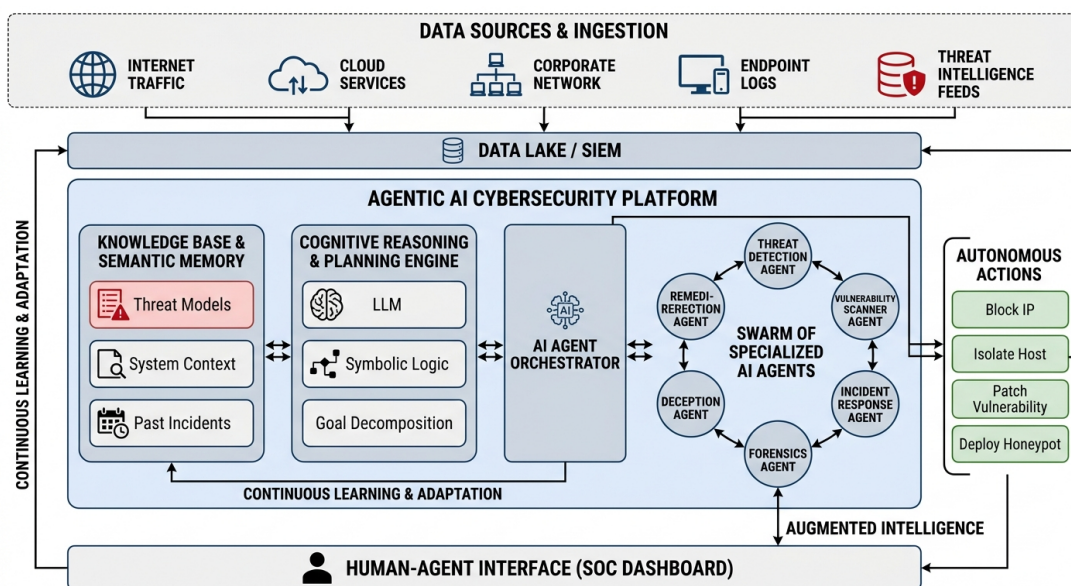 DATA SOURCES & INGESTION
INTERNET
TRAFFIC
CLOUD
SERVICES
CORPORATE
NETWORK
ENDPOINT
LOGS
THREAT
INTELLIGENCE
FEEDS
DATA LAKE / SIEM
AGENTIC AI CYBERSECURITY PLATFORM
KNOWLEDGE BASE &
SEMANTIC MEMORY
Threat Models
System Context
Past Incidents
COGNITIVE REASONING
& PLANNING ENGINE
LLM
Symbolic Logic
Goal Decomposition
AI
AI AGENT
ORCHESTRATOR
THREAT
DETECTION
AGENT
REMEDI-
RERECTION
AGENT
VULNERABILITY
SCANNER
AGENT
SWARM OF
SPECIALIZED
AI AGENTS
DECEPTION
AGENT
INCIDENT
RESPONSE
AGENT
FORENSICS
AGENT
AUTONOMOUS
ACTIONS
Block IP
Isolate Host
Patch
Vulnerability
Deploy Honeypot
CONTINUOUS LEARNING & ADAPTATION
CONTINUOUS LEARNING & ADAPTATION
AUGMENTED INTELLIGENCE
HUMAN-AGENT INTERFACE (SOC DASHBOARD)